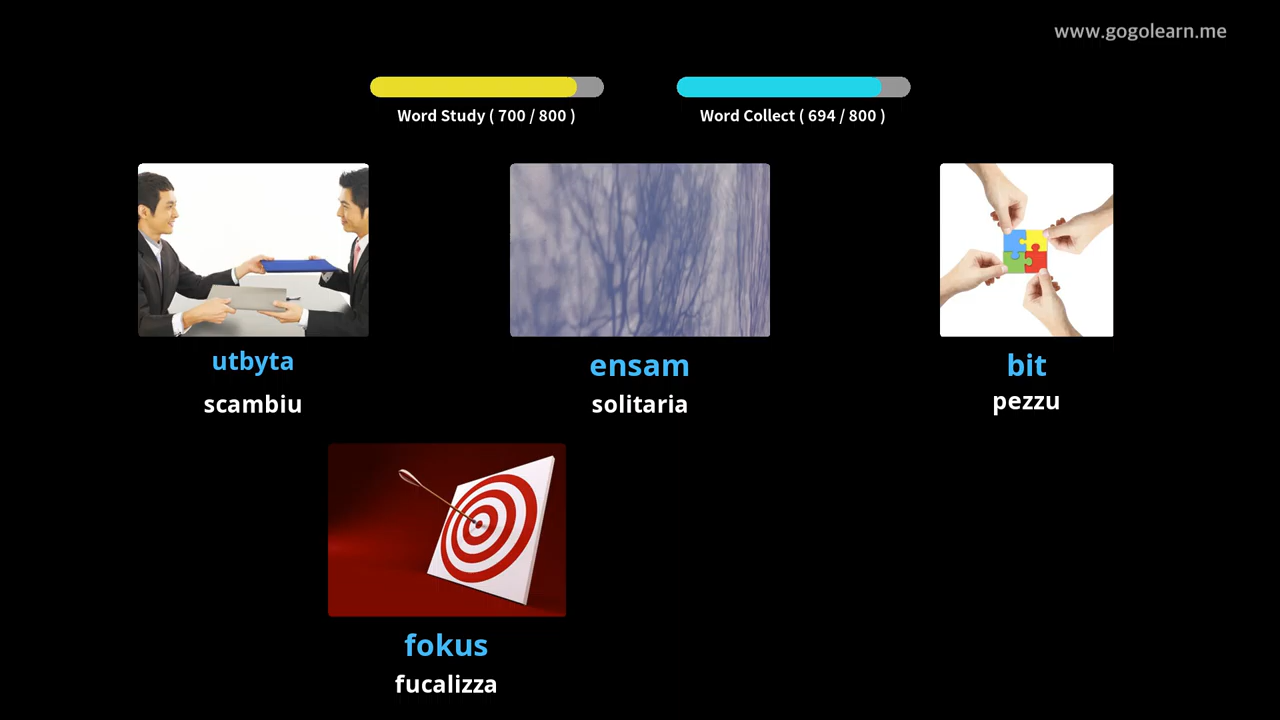 www.gogolearn.me
Word Study ( 700 / 800 )
Word Collect ( 694 / 800 )
utbyta
scambiu
ensam
solitaria
bit
pezzu
fokus
fucalizza